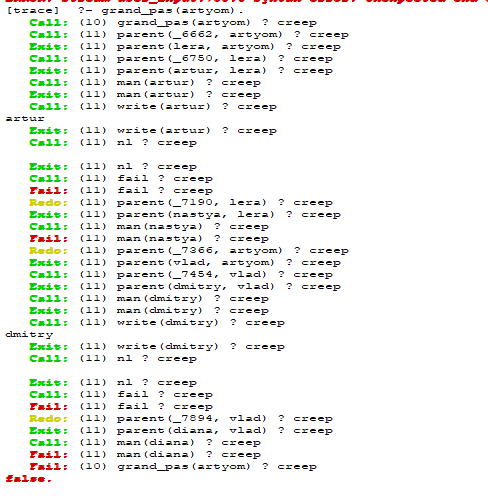 [trace]  ?- grand_pas(artyom).
Call: (10) grand_pas(artyom) ? creep
Call: (11) parent(_6662, artyom) ? creep
Exit: (11) parent(lera, artyom) ? creep
Call: (11) parent(_6750, lera) ? creep
Exit: (11) parent(artur, lera) ? creep
Call: (11) man(artur) ? creep
Exit: (11) man(artur) ? creep
Call: (11) write(artur) ? creep
artur
Exit: (11) write(artur) ? creep
Call: (11) nl ? creep
Exit: (11) nl ? creep
Call: (11) fail ? creep
Fail: (11) fail ? creep
Redo: (11) parent(_7190, lera) ? creep
Exit: (11) parent(nastya, lera) ? creep
Call: (11) man(nastya) ? creep
Fail: (11) man(nastya) ? creep
Redo: (11) parent(_7366, artyom) ? creep
Exit: (11) parent(vlad, artyom) ? creep
Call: (11) parent(_7454, vlad) ? creep
Exit: (11) parent(dmitry, vlad) ? creep
Call: (11) man(dmitry) ? creep
Exit: (11) man(dmitry) ? creep
Call: (11) write(dmitry) ? creep
dmitry
Exit: (11) write(dmitry) ? creep
Call: (11) nl ? creep
Exit: (11) nl ? creep
Call: (11) fail ? creep
Fail: (11) fail ? creep
Redo: (11) parent(_7894, vlad) ? creep
Exit: (11) parent(diana, vlad) ? creep
Call: (11) man(diana) ? creep
Fail: (11) man(diana) ? creep
Fail: (10) grand_pas(artyom) ? creep
false.